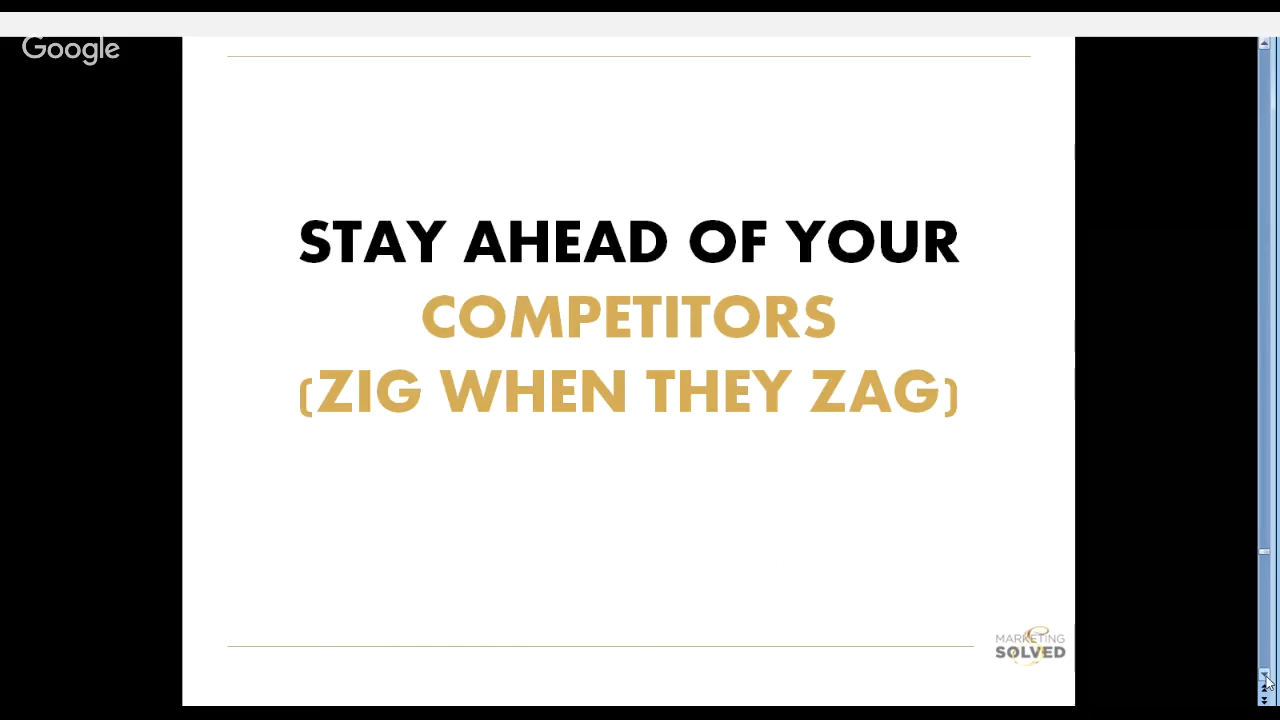 Google
STAY AHEAD OF YOUR
COMPETITORS
(ZIG WHEN THEY ZAG)
MARKETING
SOLVED